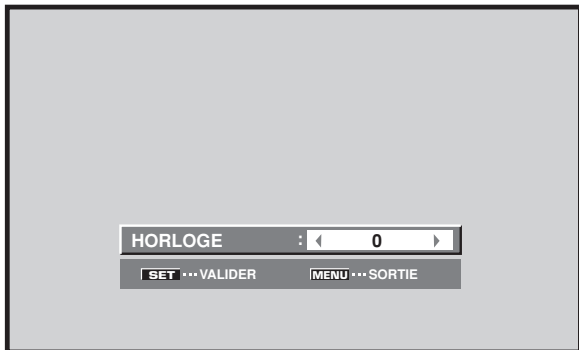 HORLOGE : 0
SET ··· VALIDER MENU ··· SORTIE